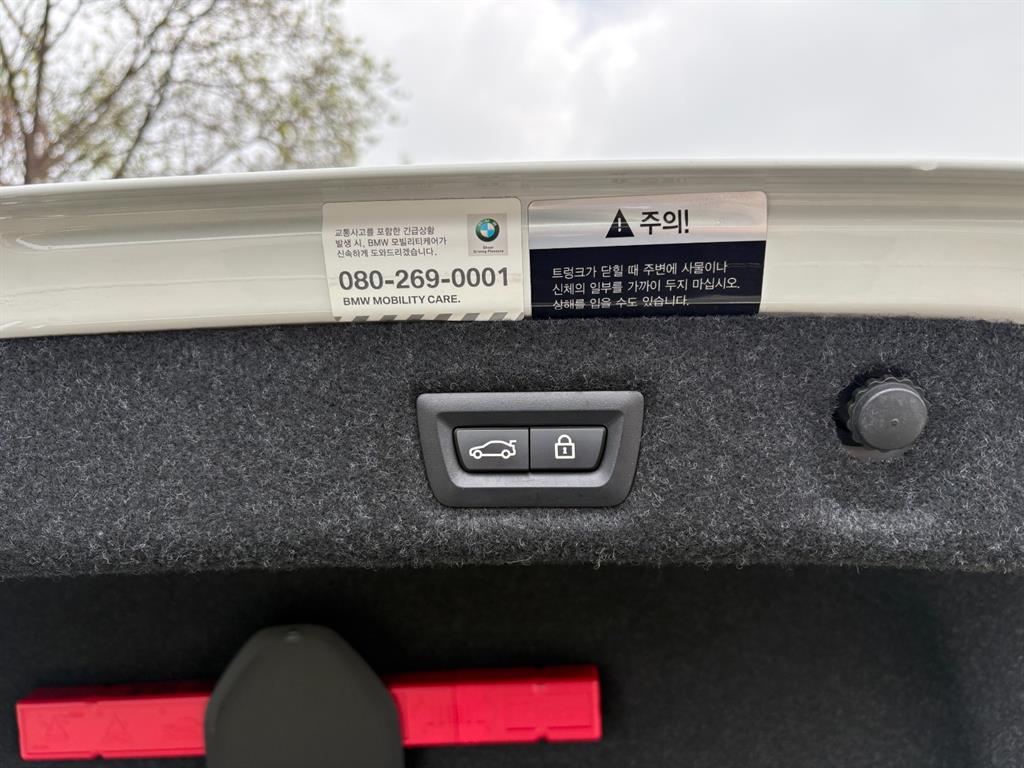 교통사고를 포함한 긴급상황
발생 시, BMW 모빌리티케어가
신속하게 도와드리겠습니다.
Sheer
Driving Pleasure
080-269-0001
BMW MOBILITY CARE.
주의!
트렁크가 닫힐 때 주변에 사물이나
신체의 일부를 가까이 두지 마십시오.
상해를 입을 수도 있습니다.